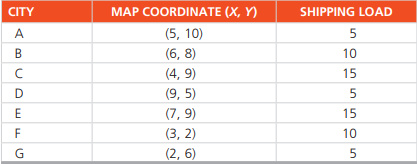 CITY MAP COORDINATE (X, Y) SHIPPING LOAD
A (5, 10) 5
B (6, 8) 10
C (4, 9) 15
D (9, 5) 5
E (7, 9) 15
F (3, 2) 10
G (2, 6) 5